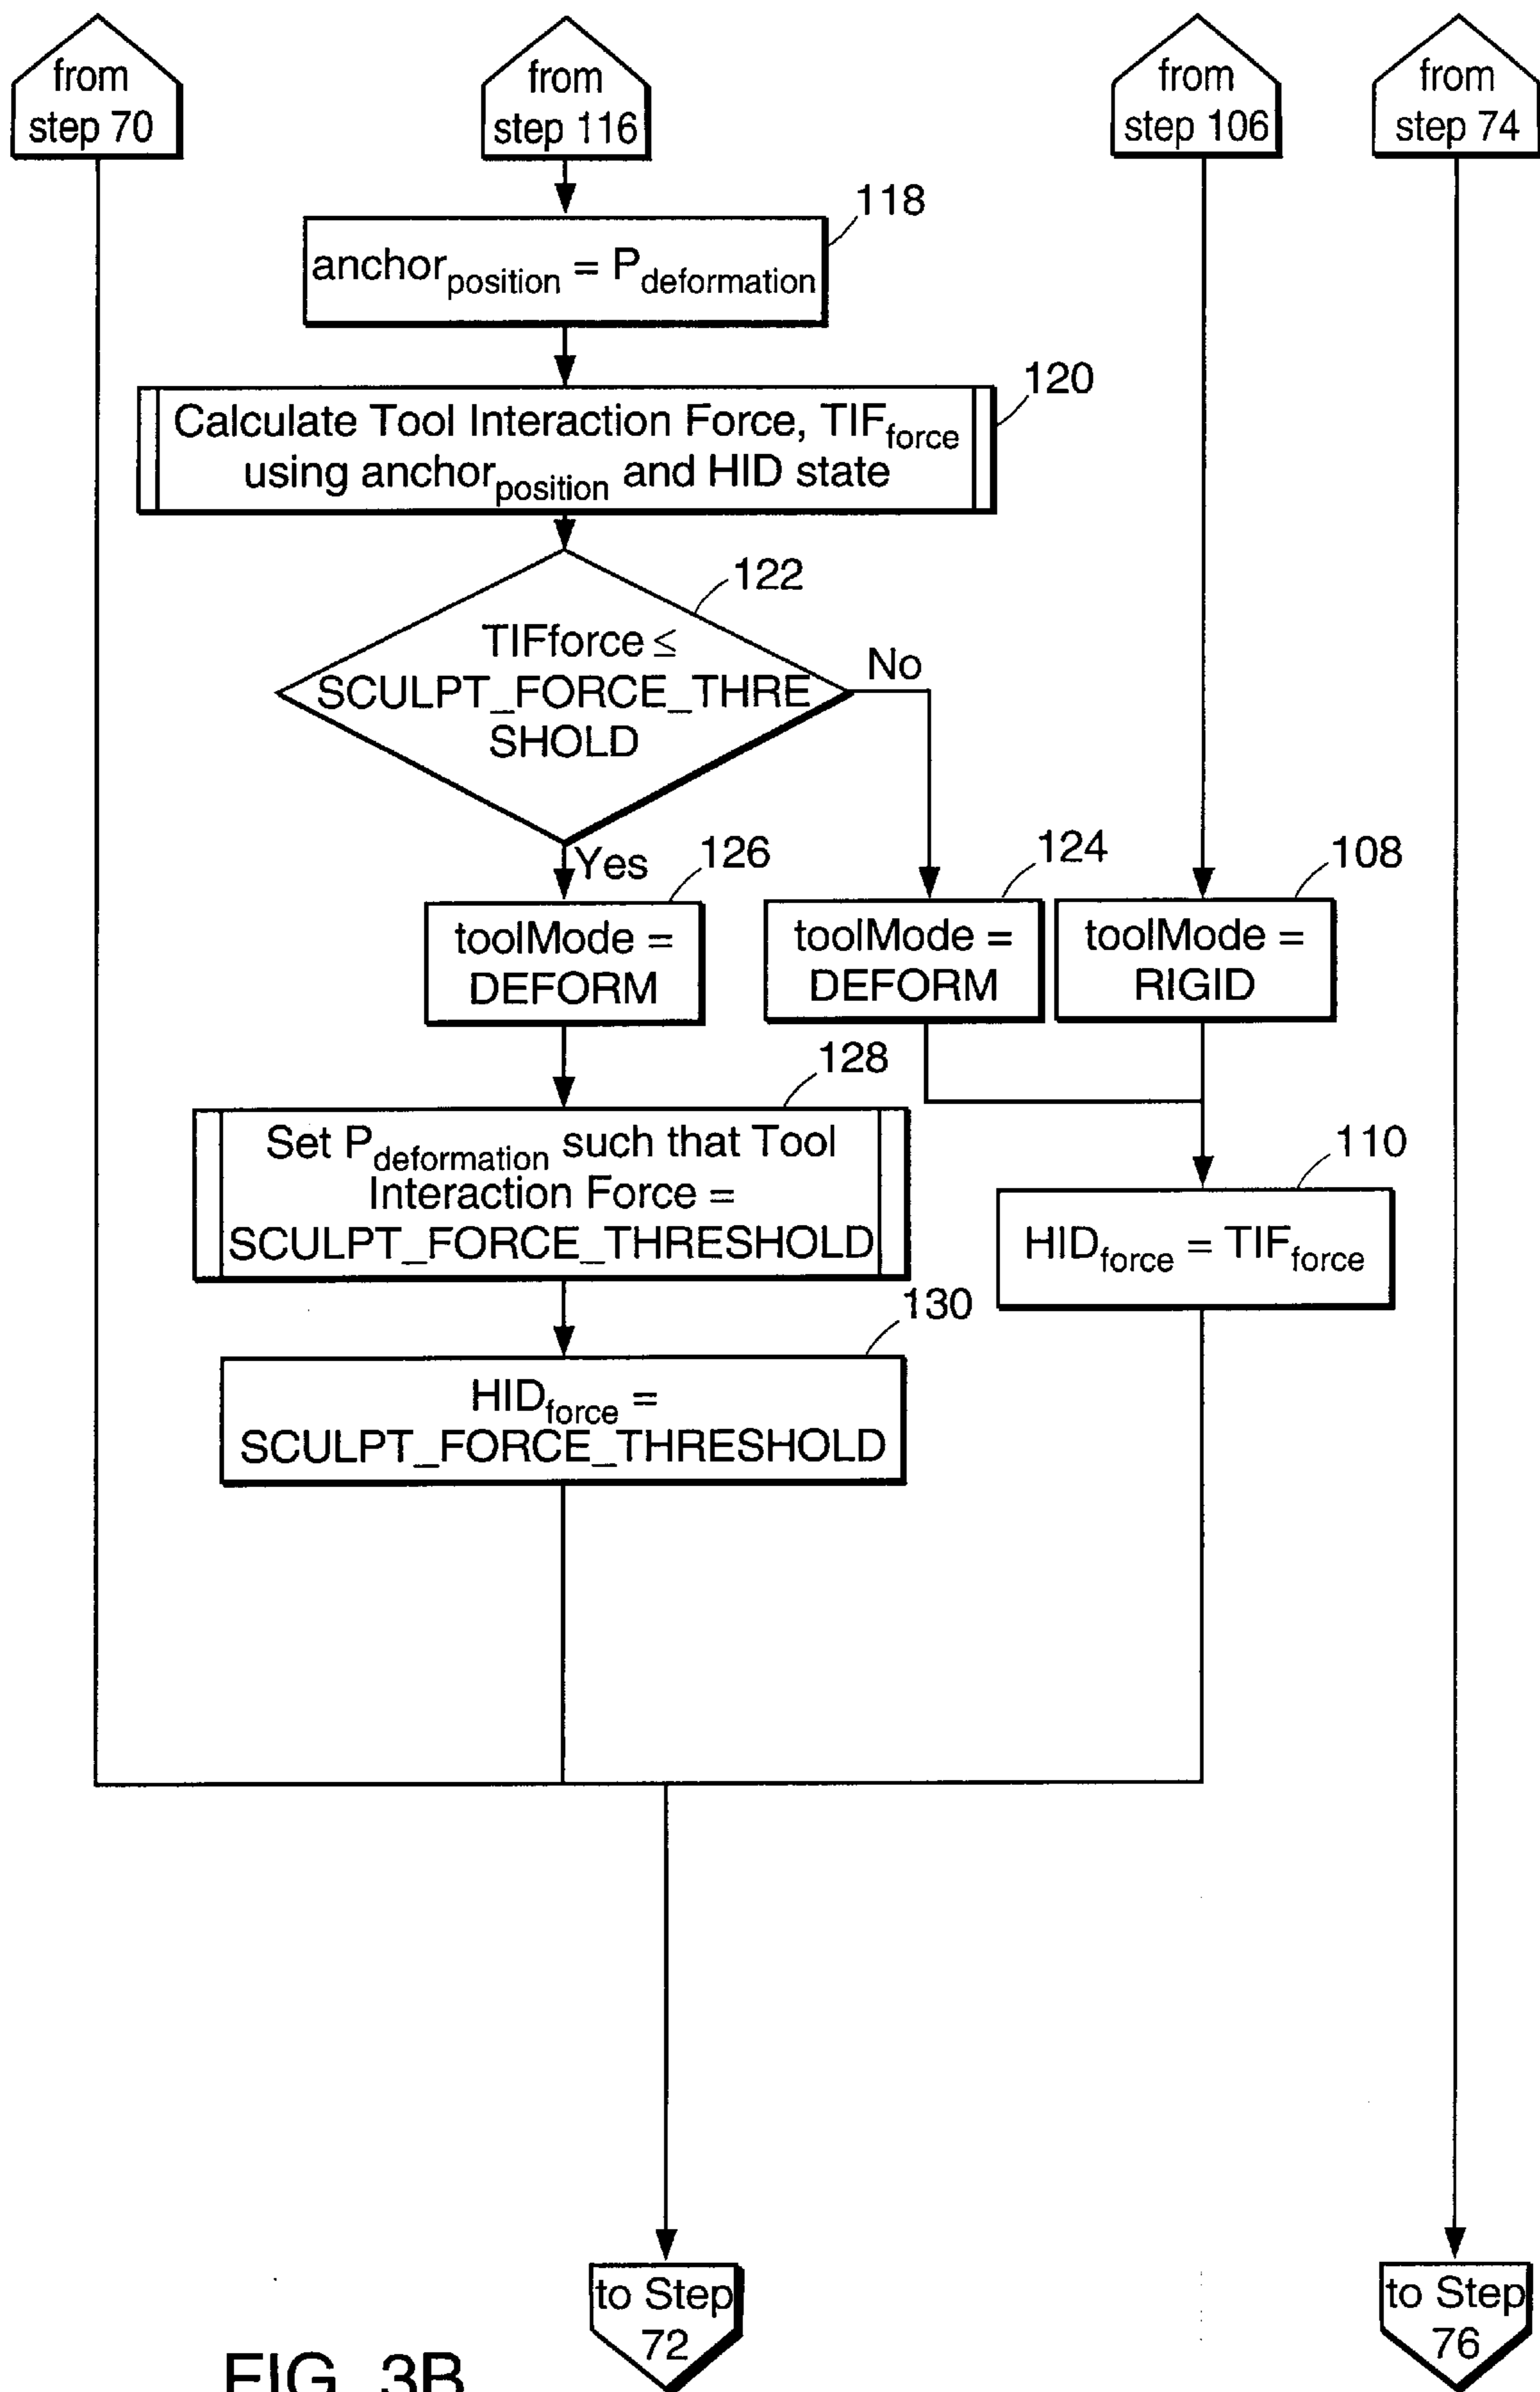 from
step 70
from
step 116
from
step 106
from
step 74
118
anchorposition = Pdeformation
120
Calculate Tool Interaction Force, TIFforce
using anchorposition and HID state
122
TIFforce ≤
SCULPT_FORCE_THRE
SHOLD
No
Yes
126
toolMode =
DEFORM
124
toolMode =
DEFORM
108
toolMode =
RIGID
128
Set Pdeformation such that Tool
Interaction Force =
SCULPT_FORCE_THRESHOLD
110
HIDforce = TIFforce
130
HIDforce =
SCULPT_FORCE_THRESHOLD
to Step
72
to Step
76
FIG. 3B